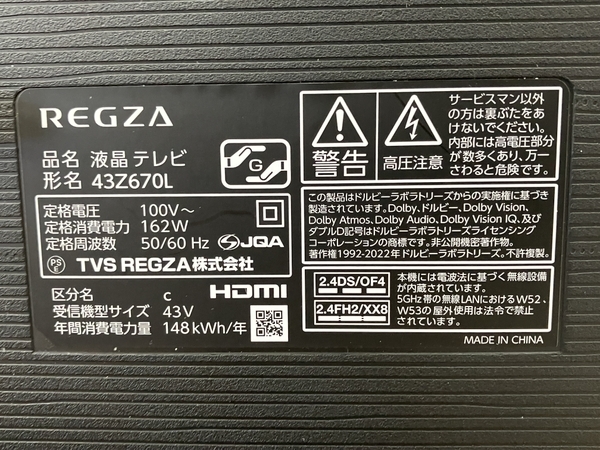 REGZA
品名 液晶テレビ
形名 43Z670L
G
定格電圧 100V～
定格消費電力 162W
定格周波数 50/60 Hz
JQA
PS
E
TVS REGZA株式会社
区分名 c
HDMI
受信機型サイズ 43V
年間消費電力量 148kWh/年
警告
高圧注意
サービスマン以外
の方は裏ぶたをあ
けないでください。
内部には高電圧部分
が数多くあり、万一
さわると危険です。
この製品はドルビーラボラトリーズからの実施権に基づき
製造されています。Dolby、ドルビー、Dolby Vision、
Dolby Atmos、Dolby Audio、Dolby Vision IQ、及び
ダブルD記号はドルビーラボラトリーズライセンシング
コーポレーションの商標です。非公開機密著作物。
著作権1992-2022年ドルビーラボラトリーズ。不許複製。
2.4DS/OF4
2.4FH2/XX8
本機には電波法に基づく無線設備
が内蔵されています。
5GHz帯の無線LANにおけるW52、
W53の屋外使用は法令で禁止
されています。
MADE IN CHINA